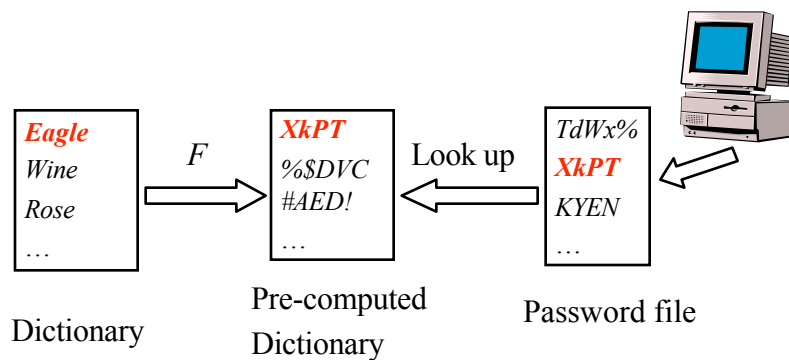 Eagle
Wine
Rose
…
Dictionary
F
XkPT
%$DVC
#AED!
…
Pre-computed
Dictionary
Look up
TdWx%
XkPT
KYEN
…
Password file